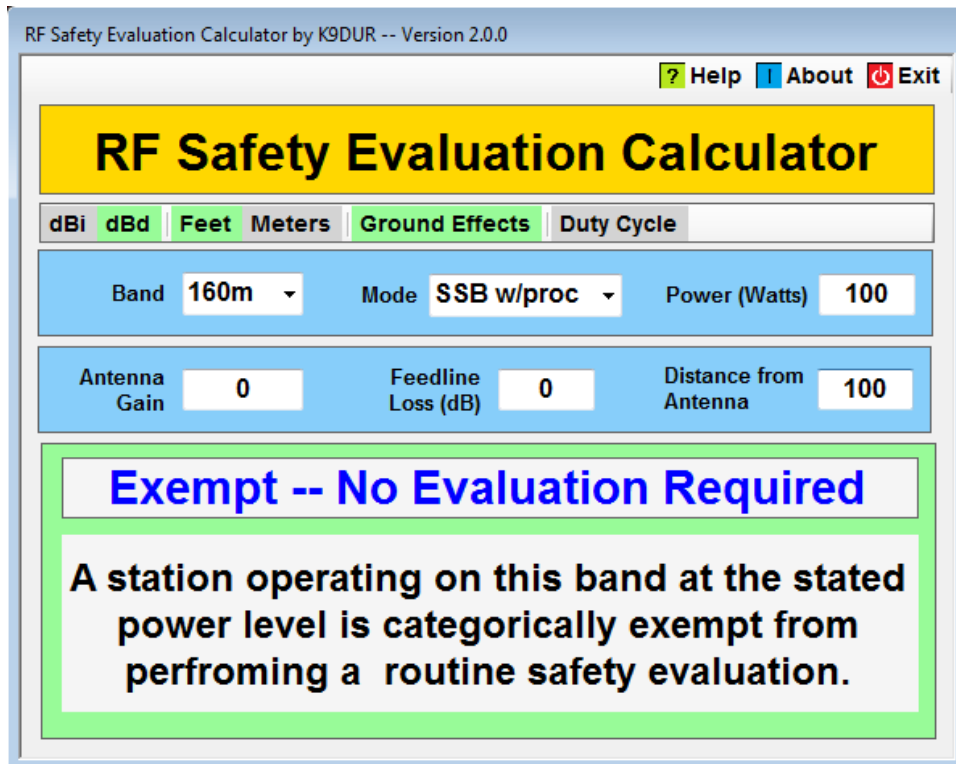 RF Safety Evaluation Calculator by K9DUR -- Version 2.0.0
? Help i About Exit
RF Safety Evaluation Calculator
dBi dBd Feet Meters Ground Effects Duty Cycle
Band 160m Mode SSB w/proc Power (Watts) 100
Antenna Gain 0 Feedline Loss (dB) 0 Distance from Antenna 100
Exempt -- No Evaluation Required
A station operating on this band at the stated
power level is categorically exempt from
perfroming a routine safety evaluation.